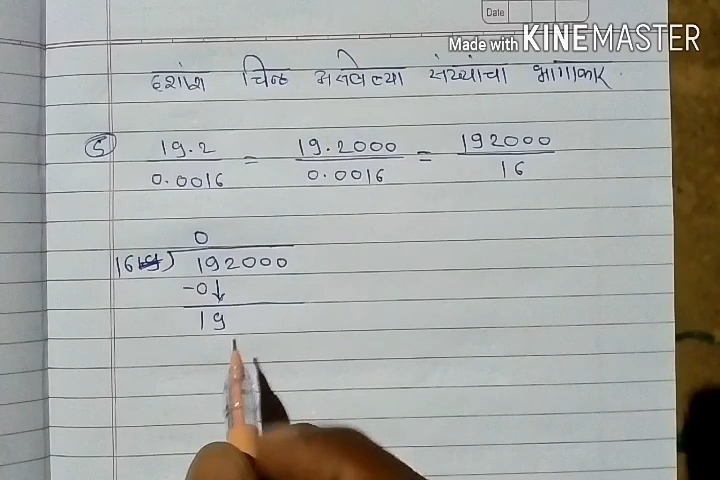 Date
Made with KINEMASTER
दशांश चिन्ह असलेल्या संख्यांचा भागाकार.
5 19.2/0.0016 = 19.2000/0.0016 = 192000/16
0
16) 192000
-0↓
19